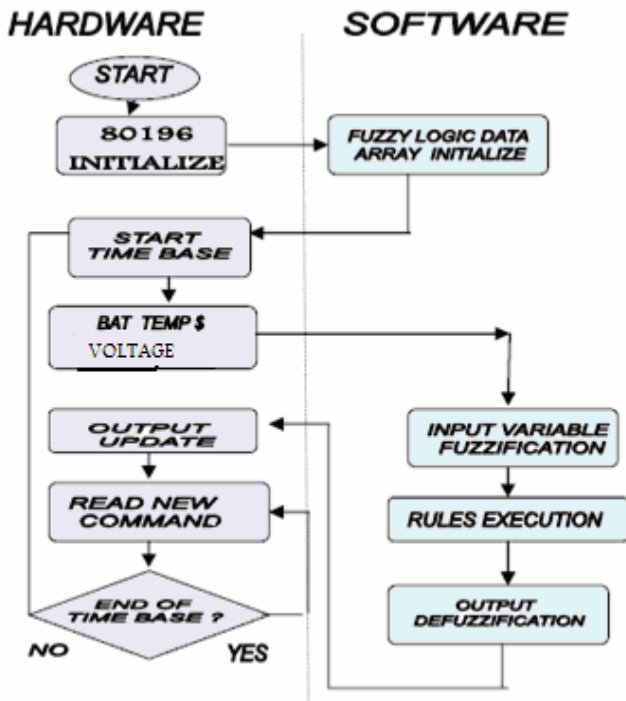 HARDWARE
SOFTWARE
START
80196
INITIALIZE
FUZZY LOGIC DATA
ARRAY INITIALIZE
START
TIME BASE
BAT TEMP $
VOLTAGE
OUTPUT
UPDATE
INPUT VARIABLE
FUZZIFICATION
READ NEW
COMMAND
RULES EXECUTION
END OF
TIME BASE ?
OUTPUT
DEFUZZIFICATION
NO
YES